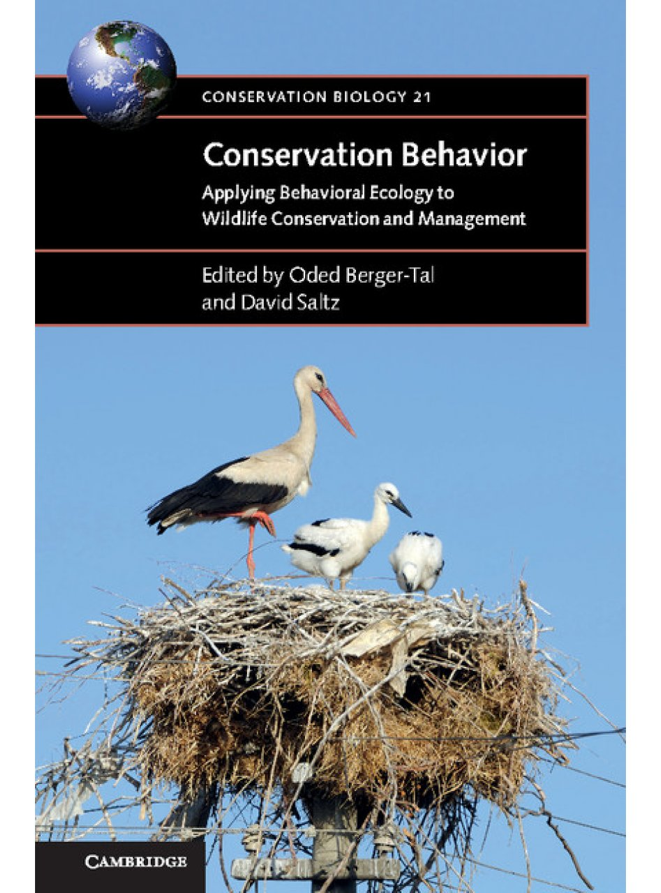 CONSERVATION BIOLOGY 21
Conservation Behavior
Applying Behavioral Ecology to
Wildlife Conservation and Management
Edited by Oded Berger-Tal
and David Saltz
CAMBRIDGE